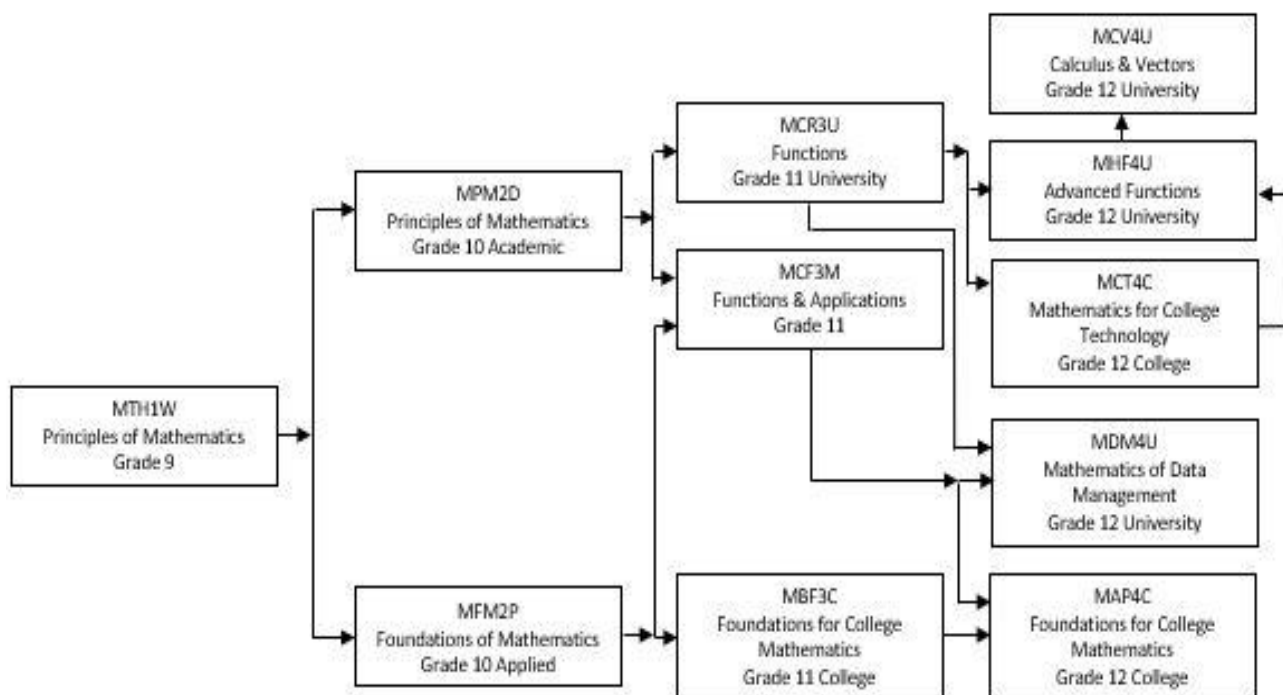 MCV4U
Calculus & Vectors
Grade 12 University
MCR3U
Functions
Grade 11 University
MHF4U
Advanced Functions
Grade 12 University
MPM2D
Principles of Mathematics
Grade 10 Academic
MCF3M
Functions & Applications
Grade 11
MCT4C
Mathematics for College
Technology
Grade 12 College
MTH1W
Principles of Mathematics
Grade 9
MDM4U
Mathematics of Data
Management
Grade 12 University
MFM2P
Foundations of Mathematics
Grade 10 Applied
MBF3C
Foundations for College
Mathematics
Grade 11 College
MAP4C
Foundations for College
Mathematics
Grade 12 College